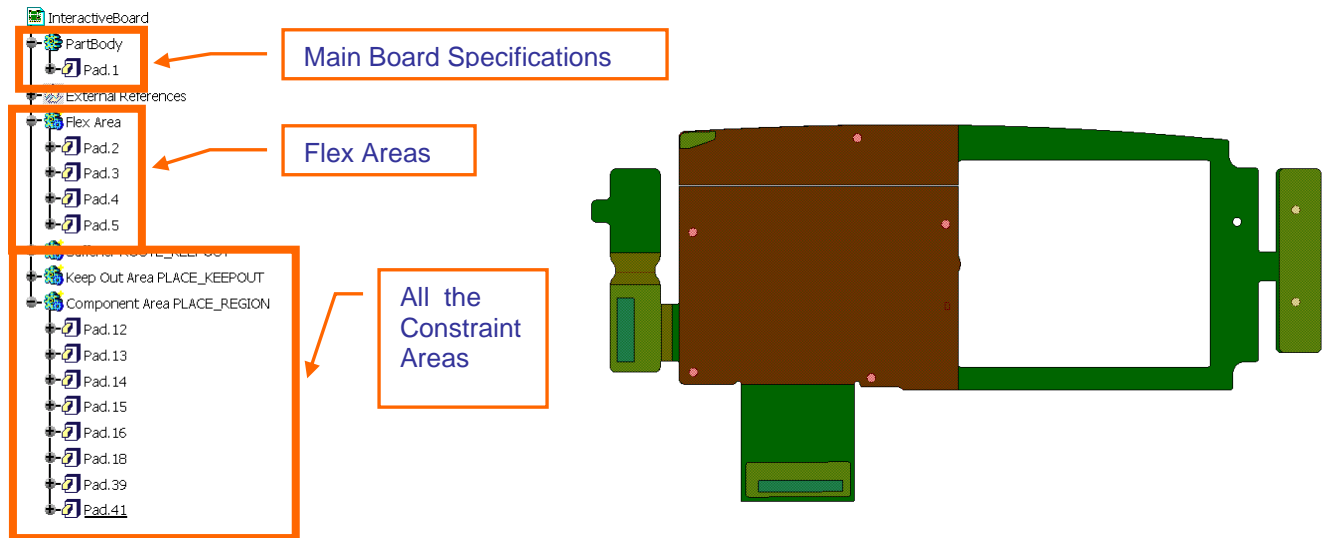 InteractiveBoard
PartBody
Pad.1
External References
Flex Area
Pad.2
Pad.3
Pad.4
Pad.5
ROUTE_KEEPOUT
Keep Out Area PLACE_KEEPOUT
Component Area PLACE_REGION
Pad.12
Pad.13
Pad.14
Pad.15
Pad.16
Pad.18
Pad.39
Pad.41
Main Board Specifications
Flex Areas
All the
Constraint
Areas